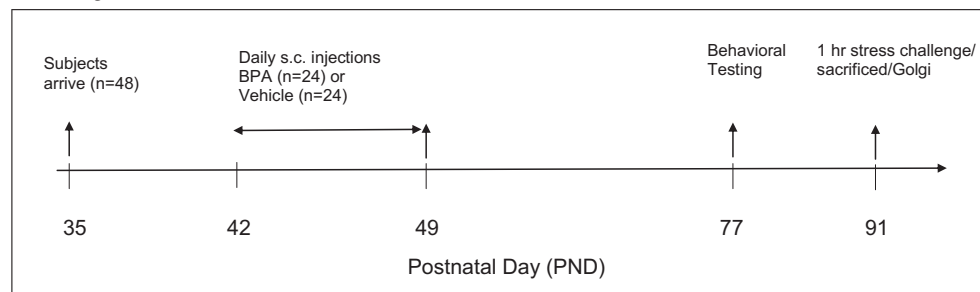 Subjects
arrive (n=48)
Daily s.c. injections
BPA (n=24) or
Vehicle (n=24)
Behavioral
Testing
1 hr stress challenge/
sacrificed/Golgi
35 42 49 77 91
Postnatal Day (PND)